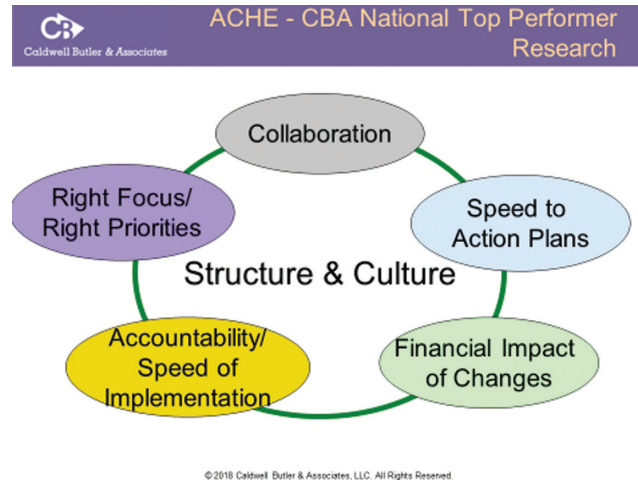 CB
Caldwell Butler & Associates
ACHE - CBA National Top Performer
Research
Collaboration
Right Focus/
Right Priorities
Speed to
Action Plans
Structure & Culture
Accountability/
Speed of
Implementation
Financial Impact
of Changes
©2018 Caldwell Butler & Associates, LLC. All Rights Reserved.